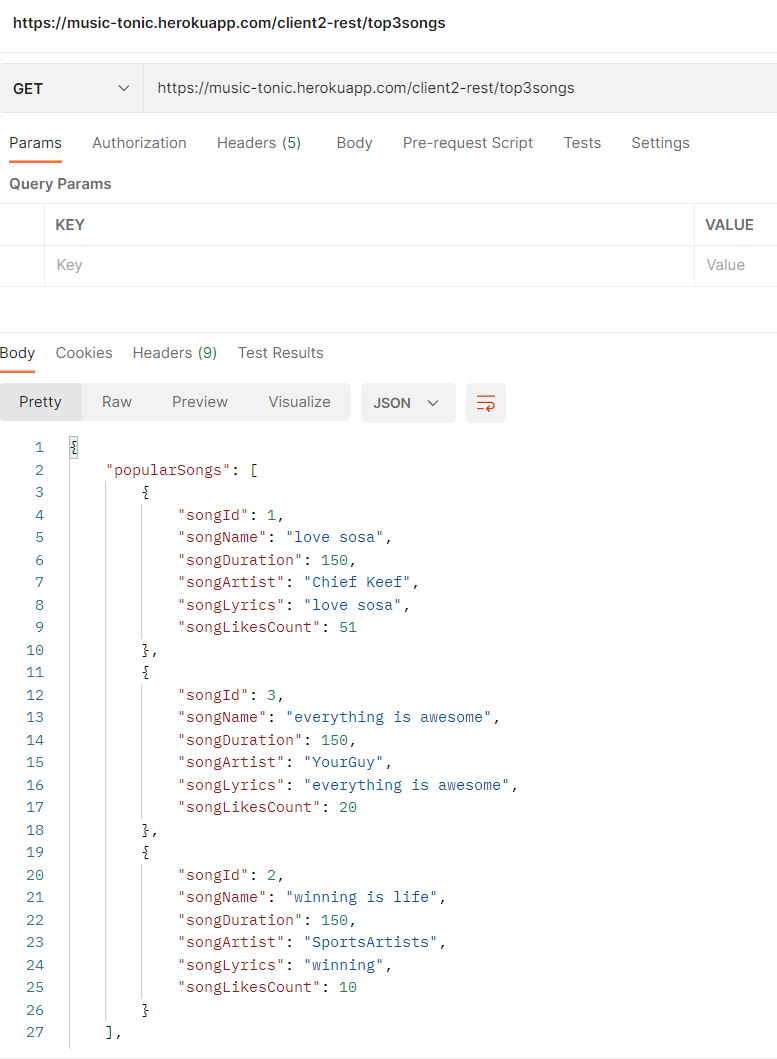 https://music-tonic.herokuapp.com/client2-rest/top3songs
GET https://music-tonic.herokuapp.com/client2-rest/top3songs
Params Authorization Headers (5) Body Pre-request Script Tests Settings
Query Params
KEY VALUE
Key Value
Body Cookies Headers (9) Test Results
Pretty Raw Preview Visualize JSON
1 {
2 "popularSongs": [
3 {
4 "songId": 1,
5 "songName": "love sosa",
6 "songDuration": 150,
7 "songArtist": "Chief Keef",
8 "songLyrics": "love sosa",
9 "songLikesCount": 51
10 },
11 {
12 "songId": 3,
13 "songName": "everything is awesome",
14 "songDuration": 150,
15 "songArtist": "YourGuy",
16 "songLyrics": "everything is awesome",
17 "songLikesCount": 20
18 },
19 {
20 "songId": 2,
21 "songName": "winning is life",
22 "songDuration": 150,
23 "songArtist": "SportsArtists",
24 "songLyrics": "winning",
25 "songLikesCount": 10
26 }
27 ],